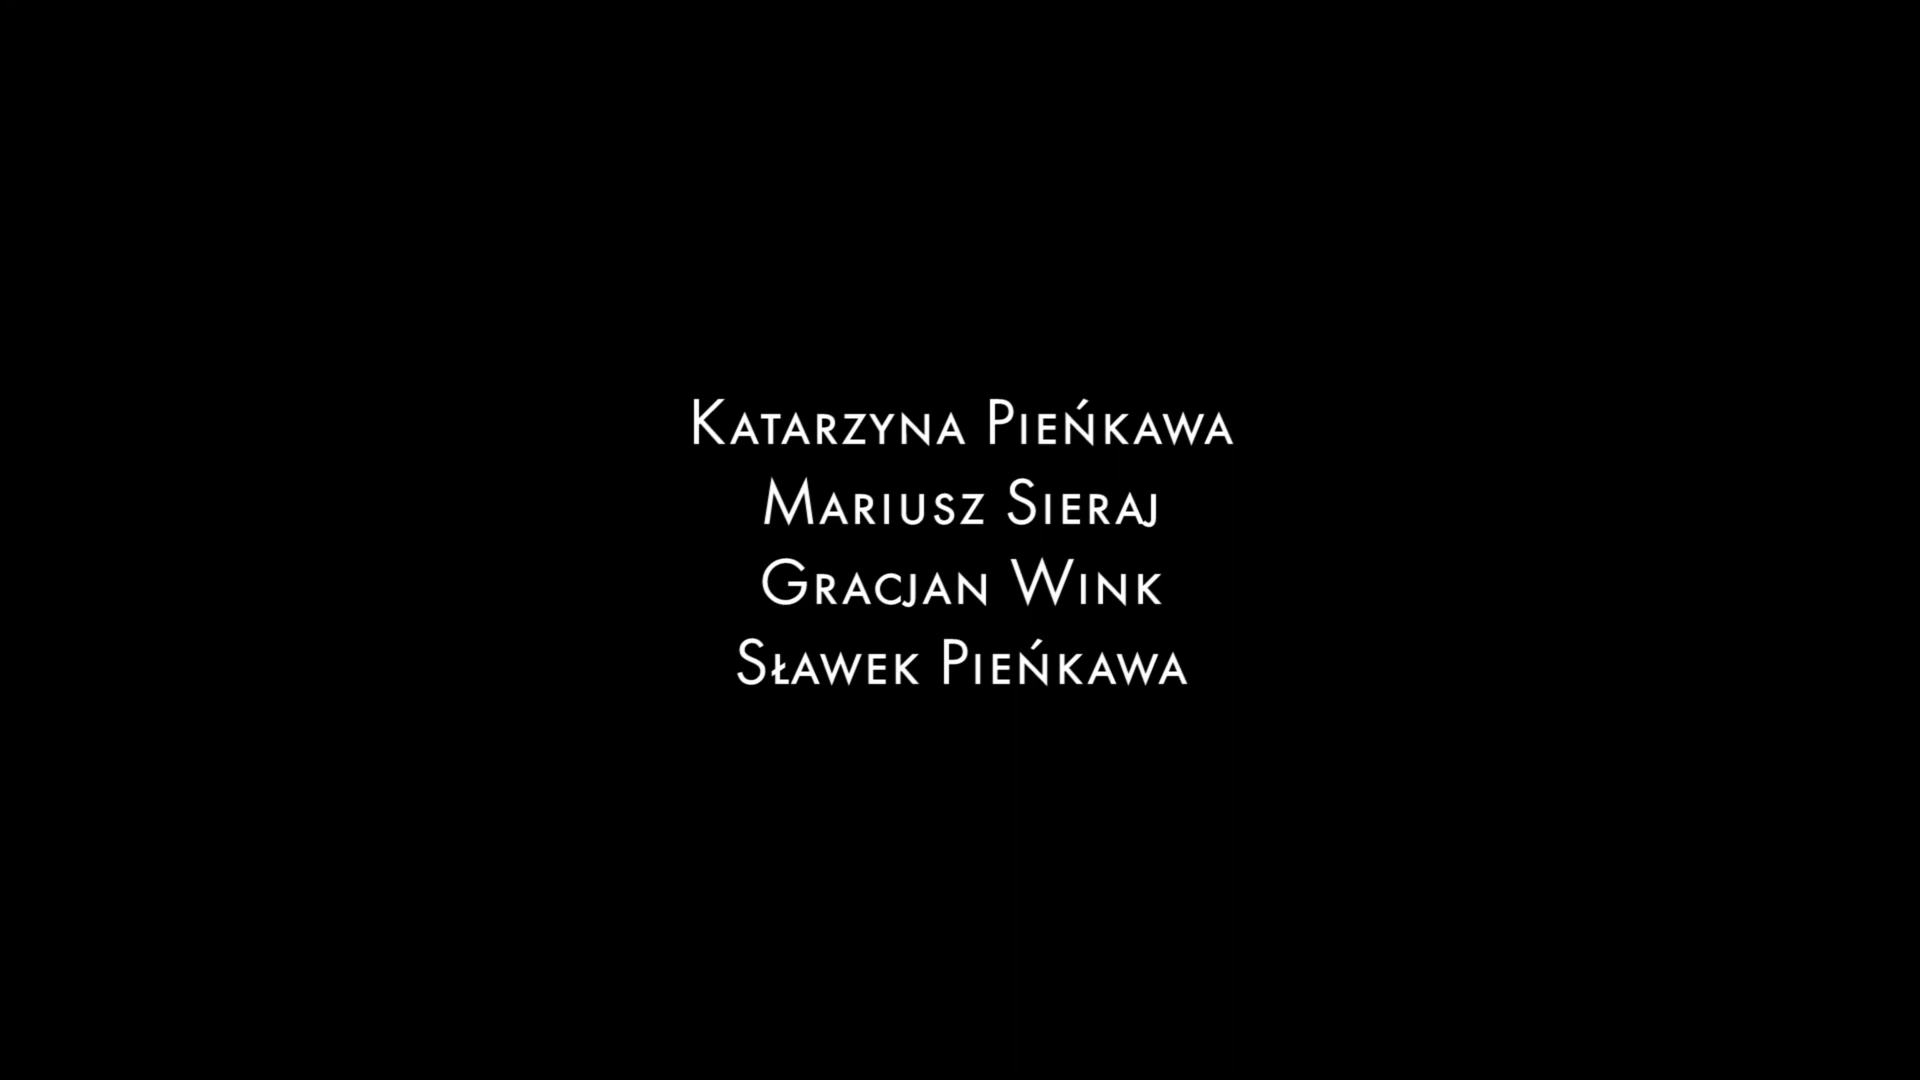 Katarzyna Pieńkawa
Mariusz Sieraj
Gracjan Wink
Sławek Pieńkawa